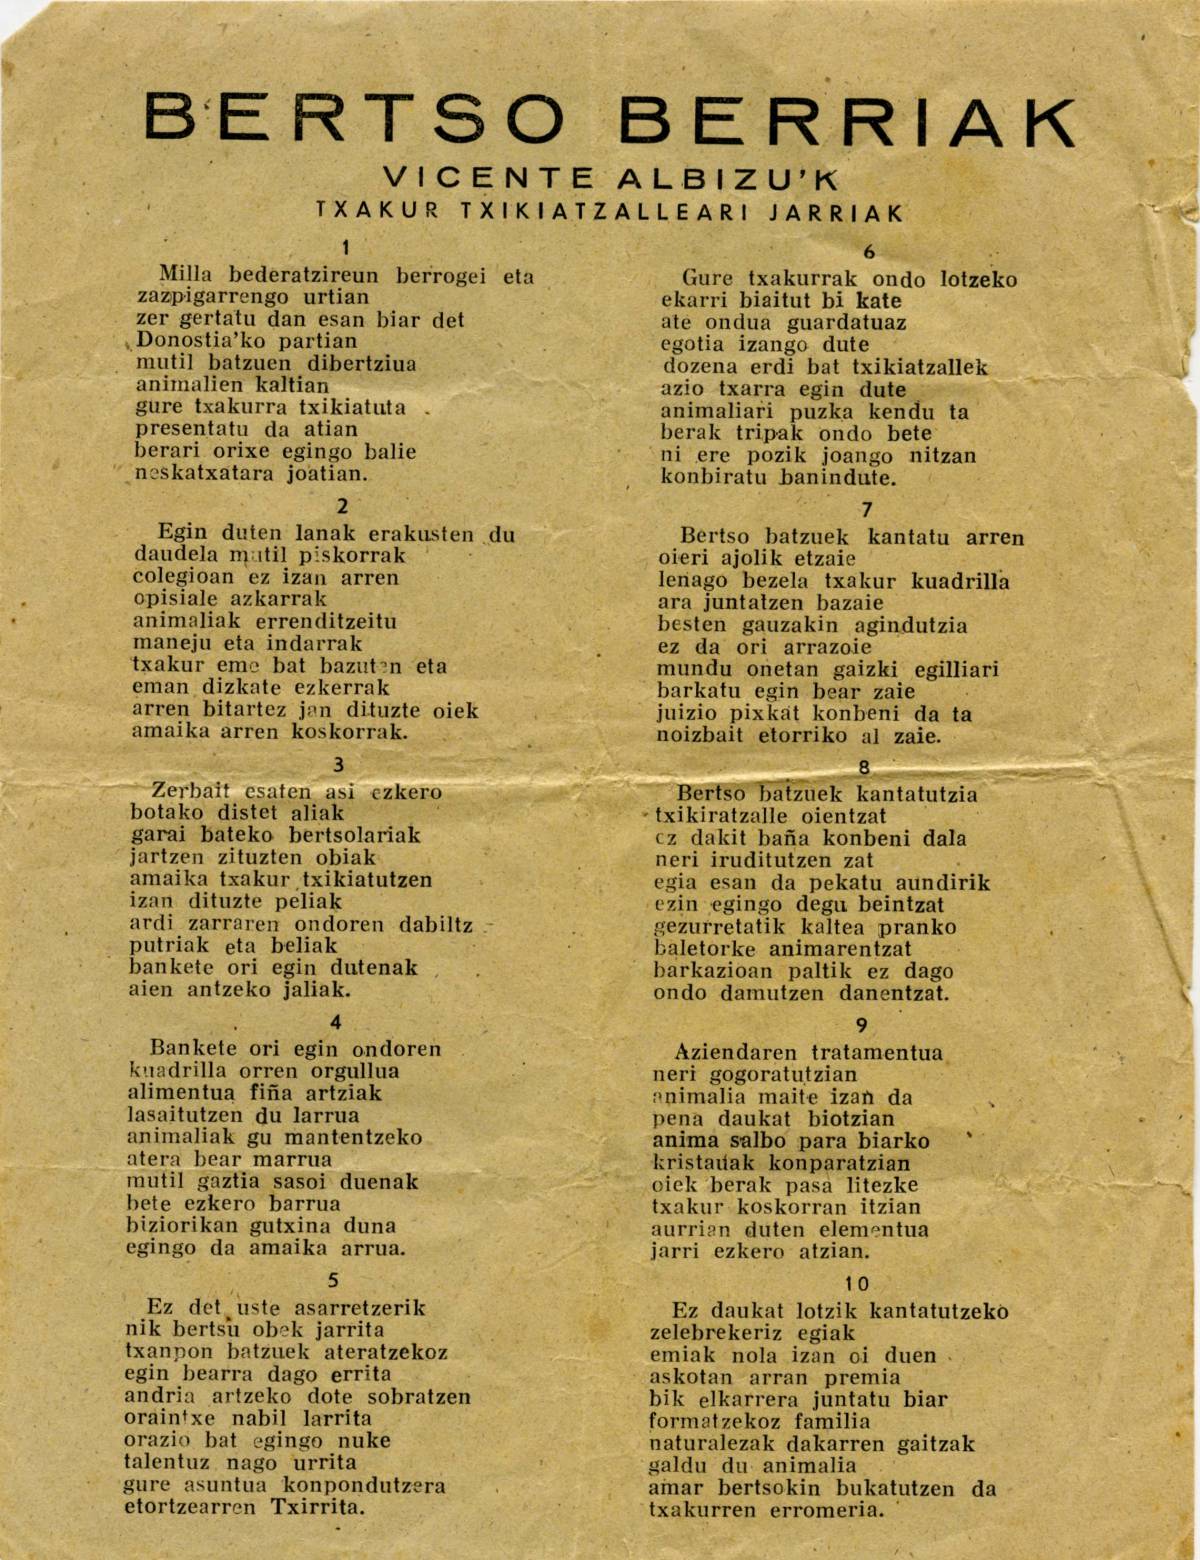 BERTSO BERRIAK
VICENTE ALBIZU'K
TXAKUR TXIKIATZALLEARI JARRIAK
1
Milla bederatzireun berrogei eta
zazpigarrengo urtian
zer gertatu dan esan biar det
Donostia'ko partian
mutil batzuen dibertziua
animalien kaltian
gure txakurra txikiatuta
presentatu da atian
berari orixe egingo balie
neskatxatara joatian.
2
Egin duten lanak erakusten du
daudela mutil piskorrak
colegioan ez izan arren
opisiale azkarrak
animaliak errenditzeitu
maneju eta indarrak
txakur eme bat bazuten eta
eman dizkate ezkerrak
arren bitartez jan dituzte oiek
amaika arren koskorrak.
3
Zerbait esaten asi ezkero
botako distet aliak
garai bateko bertsolariak
jartzen zituzten obiak
amaika txakur txikiatutzen
izan dituzte peliak
ardi zarraren ondoren dabiltz
putriak eta beliak
bankete ori egin dutenak
aien antzeko jaliak.
4
Bankete ori egin ondoren
kuadrilla orren orgullua
alimentua fiña artziak
lasaitutzen du larrua
animaliak gu mantentzeko
atera bear marrua
mutil gaztia sasoi duenak
bete ezkero barrua
biziorikan gutxina duna
egingo da amaika arrua.
5
Ez det uste asarretzerik
nik bertsu obek jarrita
txanpon batzuek ateratzekoz
egin bearra dago errita
andria artzeko dote sobratzen
oraintxe nabil larrita
orazio bat egingo nuke
talentuz nago urrita
gure asuntua konpondutzera
etortzearren Txirrita.
6
Gure txakurrak ondo lotzeko
ekarri biaitut bi kate
ate ondua guardatuaz
egotia izango dute
dozena erdi bat txikiatzallek
azio txarra egin dute
animaliari puzka kendu ta
berak tripak ondo bete
ni ere pozik joango nitzan
konbiratu banindute.
7
Bertso batzuek kantatu arren
oieri ajolik etzaie
lenago bezela txakur kuadrilla
ara juntatzen bazaie
besten gauzakin agindutzia
ez da ori arrazoie
mundu onetan gaizki egilliari
barkatu egin bear zaie
juizio pixkat konbeni da ta
noizbait etorriko al zaie.
8
Bertso batzuek kantatutzia
txikiratzalle oientzat
ez dakit baña konbeni dala
neri iruditutzen zat
egia esan da pekatu aundirik
ezin egingo degu beintzat
gezurretatik kaltea pranko
baletorke animarentzat
barkazioan paltik ez dago
ondo damutzen danentzat.
9
Aziendaren tratamentua
neri gogoratutzian
animalia maite izan da
pena daukat biotzian
anima salbo para biarko
kristauak konparatzian
oiek berak pasa litezke
txakur koskorran itzian
aurrian duten elementua
jarri ezkero atzian.
10
Ez daukat lotzik kantatutzeko
zelebrekeriz egiak
emiak nola izan oi duen
askotan arran premia
bik elkarrera juntatu biar
formatzekoz familia
naturalezak dakarren gaitzak
galdu du animalia
amar bertsokin bukatutzen da
txakurren erromeria.